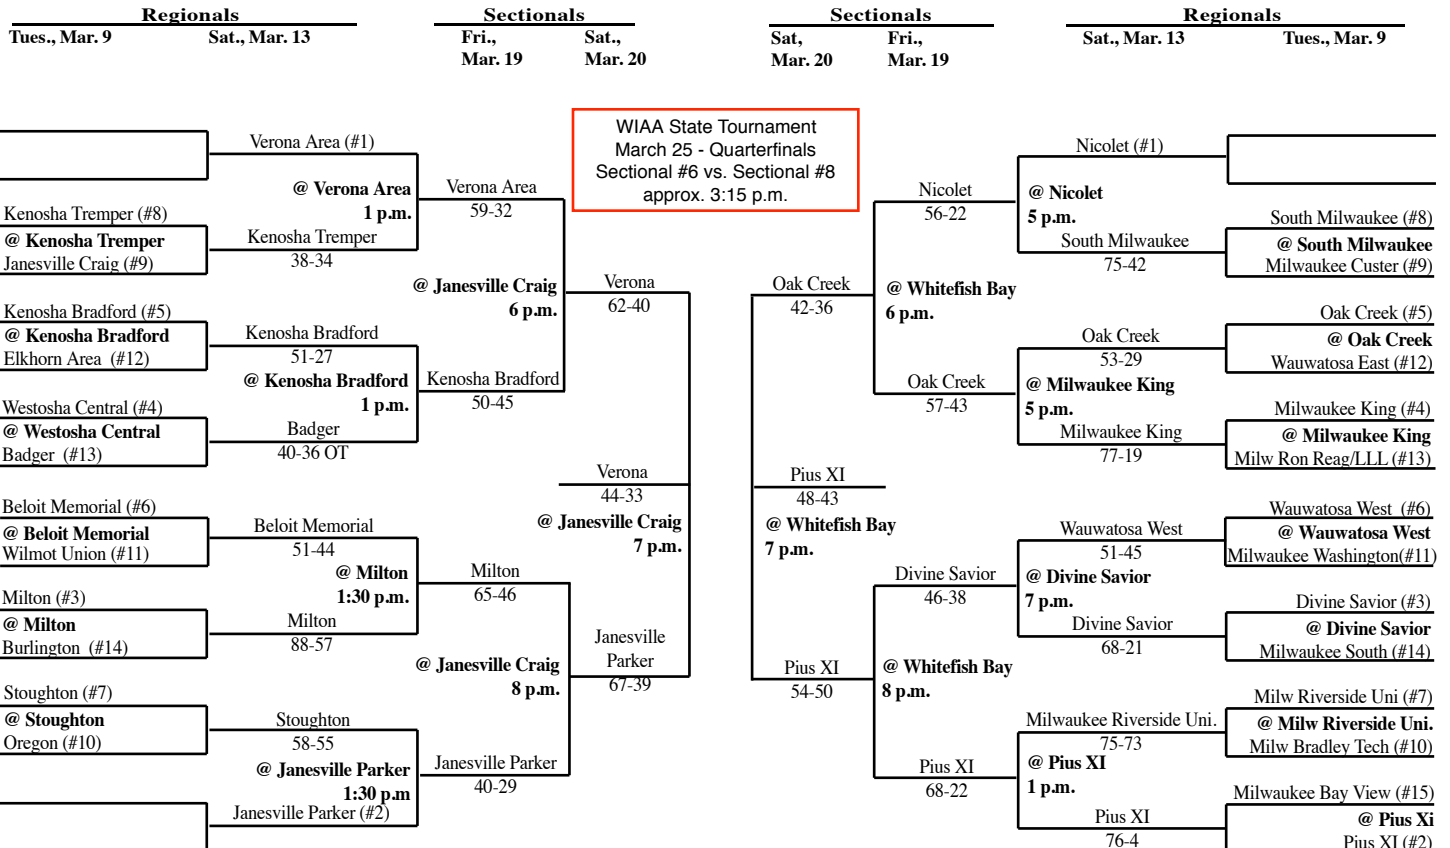 Regionals
Sectionals
Sectionals
Regionals
Tues., Mar. 9
Sat., Mar. 13
Fri.,
Mar. 19
Sat.,
Mar. 20
Sat,
Mar. 20
Fri.,
Mar. 19
Sat., Mar. 13
Tues., Mar. 9
WIAA State Tournament
March 25 - Quarterfinals
Sectional #6 vs. Sectional #8
approx. 3:15 p.m.
Kenosha Tremper (#8)
@ Kenosha Tremper
Janesville Craig (#9)
Kenosha Bradford (#5)
@ Kenosha Bradford
Elkhorn Area (#12)
Westosha Central (#4)
@ Westosha Central
Badger (#13)
Beloit Memorial (#6)
@ Beloit Memorial
Wilmot Union (#11)
Milton (#3)
@ Milton
Burlington (#14)
Stoughton (#7)
@ Stoughton
Oregon (#10)
Verona Area (#1)
@ Verona Area
1 p.m.
Kenosha Tremper
38-34
Kenosha Bradford
51-27
@ Kenosha Bradford
1 p.m.
Badger
40-36 OT
Beloit Memorial
51-44
@ Milton
1:30 p.m.
Milton
88-57
Stoughton
58-55
@ Janesville Parker
1:30 p.m
Janesville Parker (#2)
Verona Area
59-32
@ Janesville Craig
6 p.m.
Kenosha Bradford
50-45
Milton
65-46
@ Janesville Craig
8 p.m.
Janesville Parker
40-29
Verona
62-40
Verona
44-33
@ Janesville Craig
7 p.m.
Janesville
Parker
67-39
Oak Creek
42-36
Pius XI
48-43
@ Whitefish Bay
7 p.m.
Pius XI
54-50
Nicolet
56-22
@ Whitefish Bay
6 p.m.
Oak Creek
57-43
Divine Savior
46-38
@ Whitefish Bay
8 p.m.
Pius XI
68-22
Nicolet (#1)
@ Nicolet
5 p.m.
South Milwaukee
75-42
Oak Creek
53-29
@ Milwaukee King
5 p.m.
Milwaukee King
77-19
Wauwatosa West
51-45
@ Divine Savior
7 p.m.
Divine Savior
68-21
Milwaukee Riverside Uni.
75-73
@ Pius XI
1 p.m.
Pius XI
76-4
South Milwaukee (#8)
@ South Milwaukee
Milwaukee Custer (#9)
Oak Creek (#5)
@ Oak Creek
Wauwatosa East (#12)
Milwaukee King (#4)
@ Milwaukee King
Milw Ron Reag/LLL (#13)
Wauwatosa West (#6)
@ Wauwatosa West
Milwaukee Washington(#11)
Divine Savior (#3)
@ Divine Savior
Milwaukee South (#14)
Milw Riverside Uni (#7)
@ Milw Riverside Uni.
Milw Bradley Tech (#10)
Milwaukee Bay View (#15)
@ Pius Xi
Pius XI (#2)